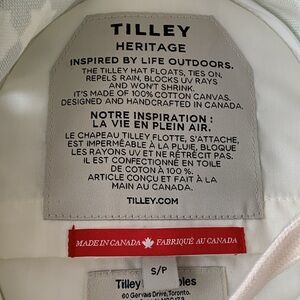 TILLEY
HERITAGE
INSPIRED BY LIFE OUTDOORS.
THE TILLEY HAT FLOATS, TIES ON,
REPELS RAIN, BLOCKS UV RAYS
AND WON'T SHRINK.
IT'S MADE OF 100% COTTON CANVAS.
DESIGNED AND HANDCRAFTED IN CANADA.
NOTRE INSPIRATION :
LA VIE EN PLEIN AIR.
LE CHAPEAU TILLEY FLOTTE, S'ATTACHE,
EST IMPERMÉABLE À LA PLUIE, BLOQUE
LES RAYONS UV ET NE RÉTRÉCIT PAS.
IL EST CONFECTIONNÉ EN TOILE
DE COTON À 100 %.
ARTICLE CONÇU ET FAIT À LA
MAIN AU CANADA.
TILLEY.COM
MADE IN CANADA FABRIQUÉ AU CANADA
S/P
Tilley
60 Gervais Drive, Toronto,